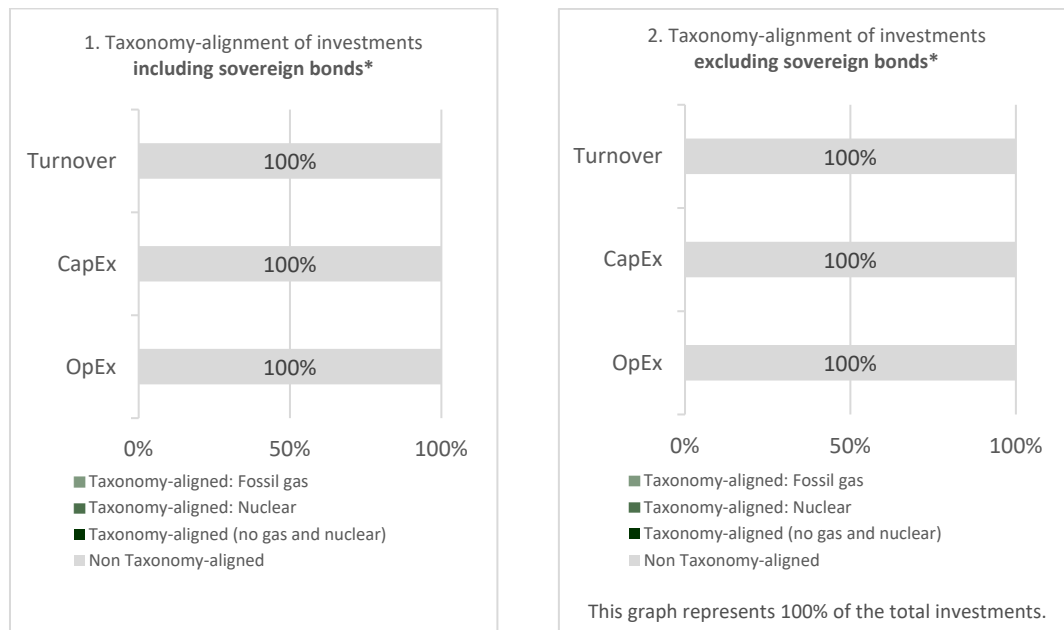 1. Taxonomy-alignment of investments
including sovereign bonds*
Turnover
100%
CapEx
100%
OpEx
100%
0%
50%
100%
Taxonomy-aligned: Fossil gas
Taxonomy-aligned: Nuclear
Taxonomy-aligned (no gas and nuclear)
Non Taxonomy-aligned
2. Taxonomy-alignment of investments
excluding sovereign bonds*
Turnover
100%
CapEx
100%
OpEx
100%
0%
50%
100%
Taxonomy-aligned: Fossil gas
Taxonomy-aligned: Nuclear
Taxonomy-aligned (no gas and nuclear)
Non Taxonomy-aligned
This graph represents 100% of the total investments.